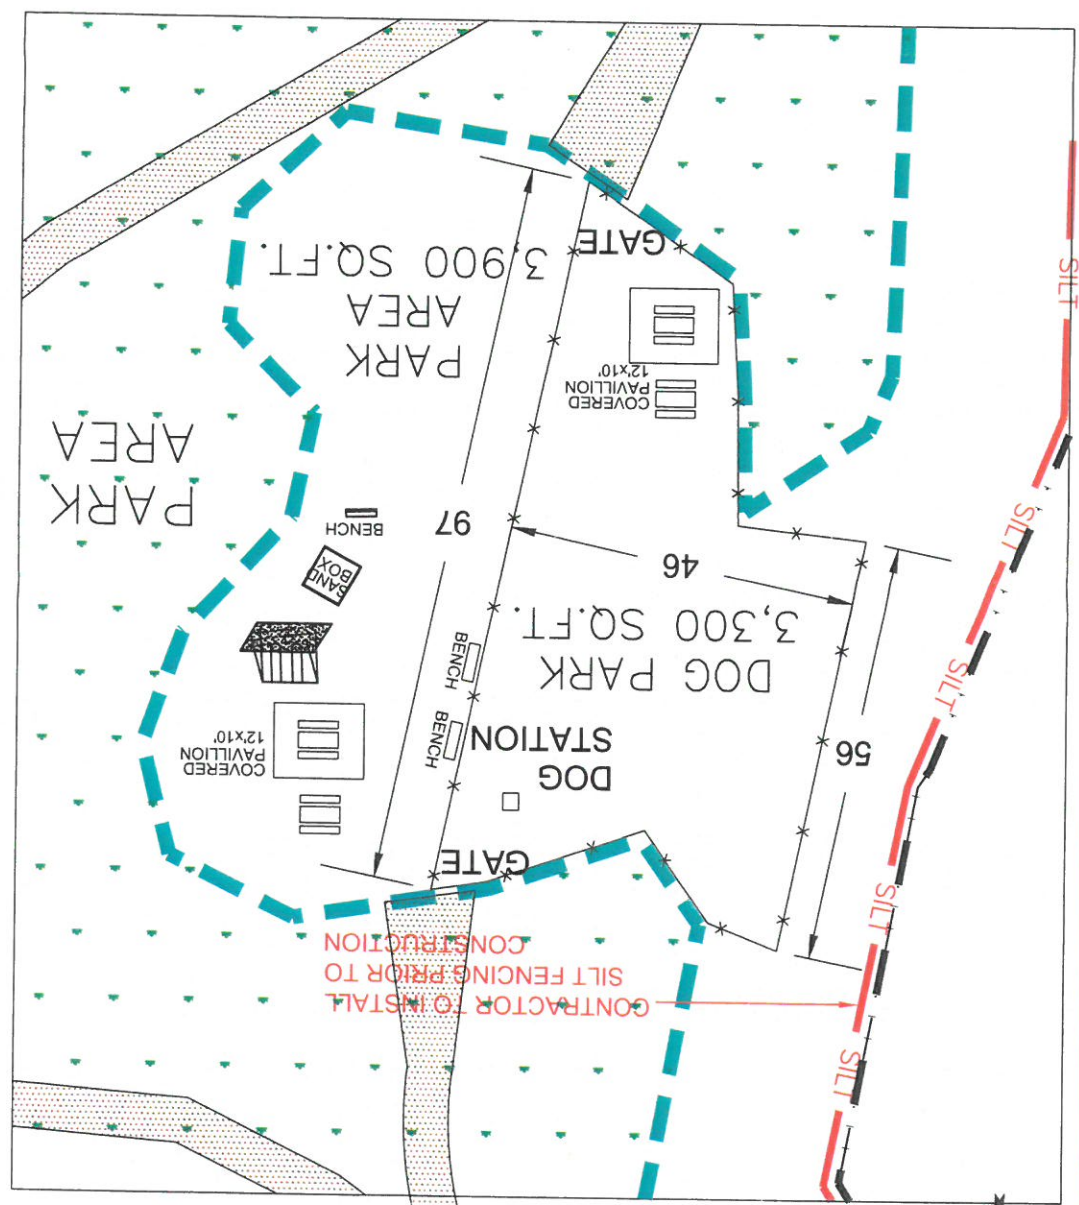 SILT
CONTRACTOR TO INSTALL
SILT FENCING PRIOR TO
CONSTRUCTION
SILT
GATE
DOG
STATION
56
BENCH
COVERED
PAVILLION
12'x10'
SILT
DOG PARK
3,300 SQ.FT.
BENCH
46
SAND
BOX
SILT
97
BENCH
PARK
AREA
COVERED
PAVILLION
12'x10'
PARK
AREA
3,900 SQ.FT.
SILT
GATE